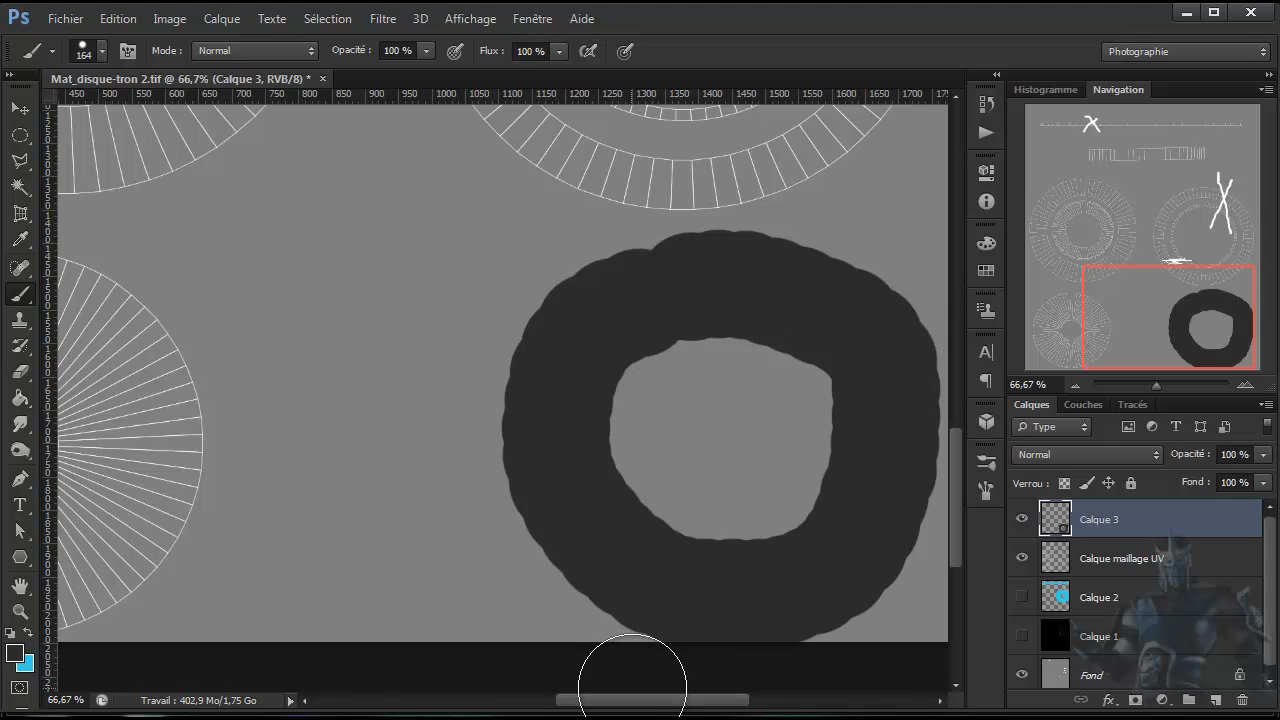 Ps Fichier Edition Image Calque Texte Sélection Filtre 3D Affichage Fenêtre Aide
164 Mode : Normal Opacité : 100 % Flux : 100 % Photographie
Mat_disque-tron 2.tif @ 66,7% (Calque 3, RVB/8) * ×
450 500 550 600 650 700 750 800 850 900 950 1000 1050 1100 1150 1200 1250 1300 1350 1400 1450 1500 1550 1600 1650 1700
Histogramme Navigation
66,67 %
Calques Couches Tracés
Type
Normal Opacité : 100 %
Verrou : Fond : 100 %
Calque 3
Calque maillage UV
Calque 2
Calque 1
Fond
66,67 % Travail : 402,9 Mo/1,75 Go